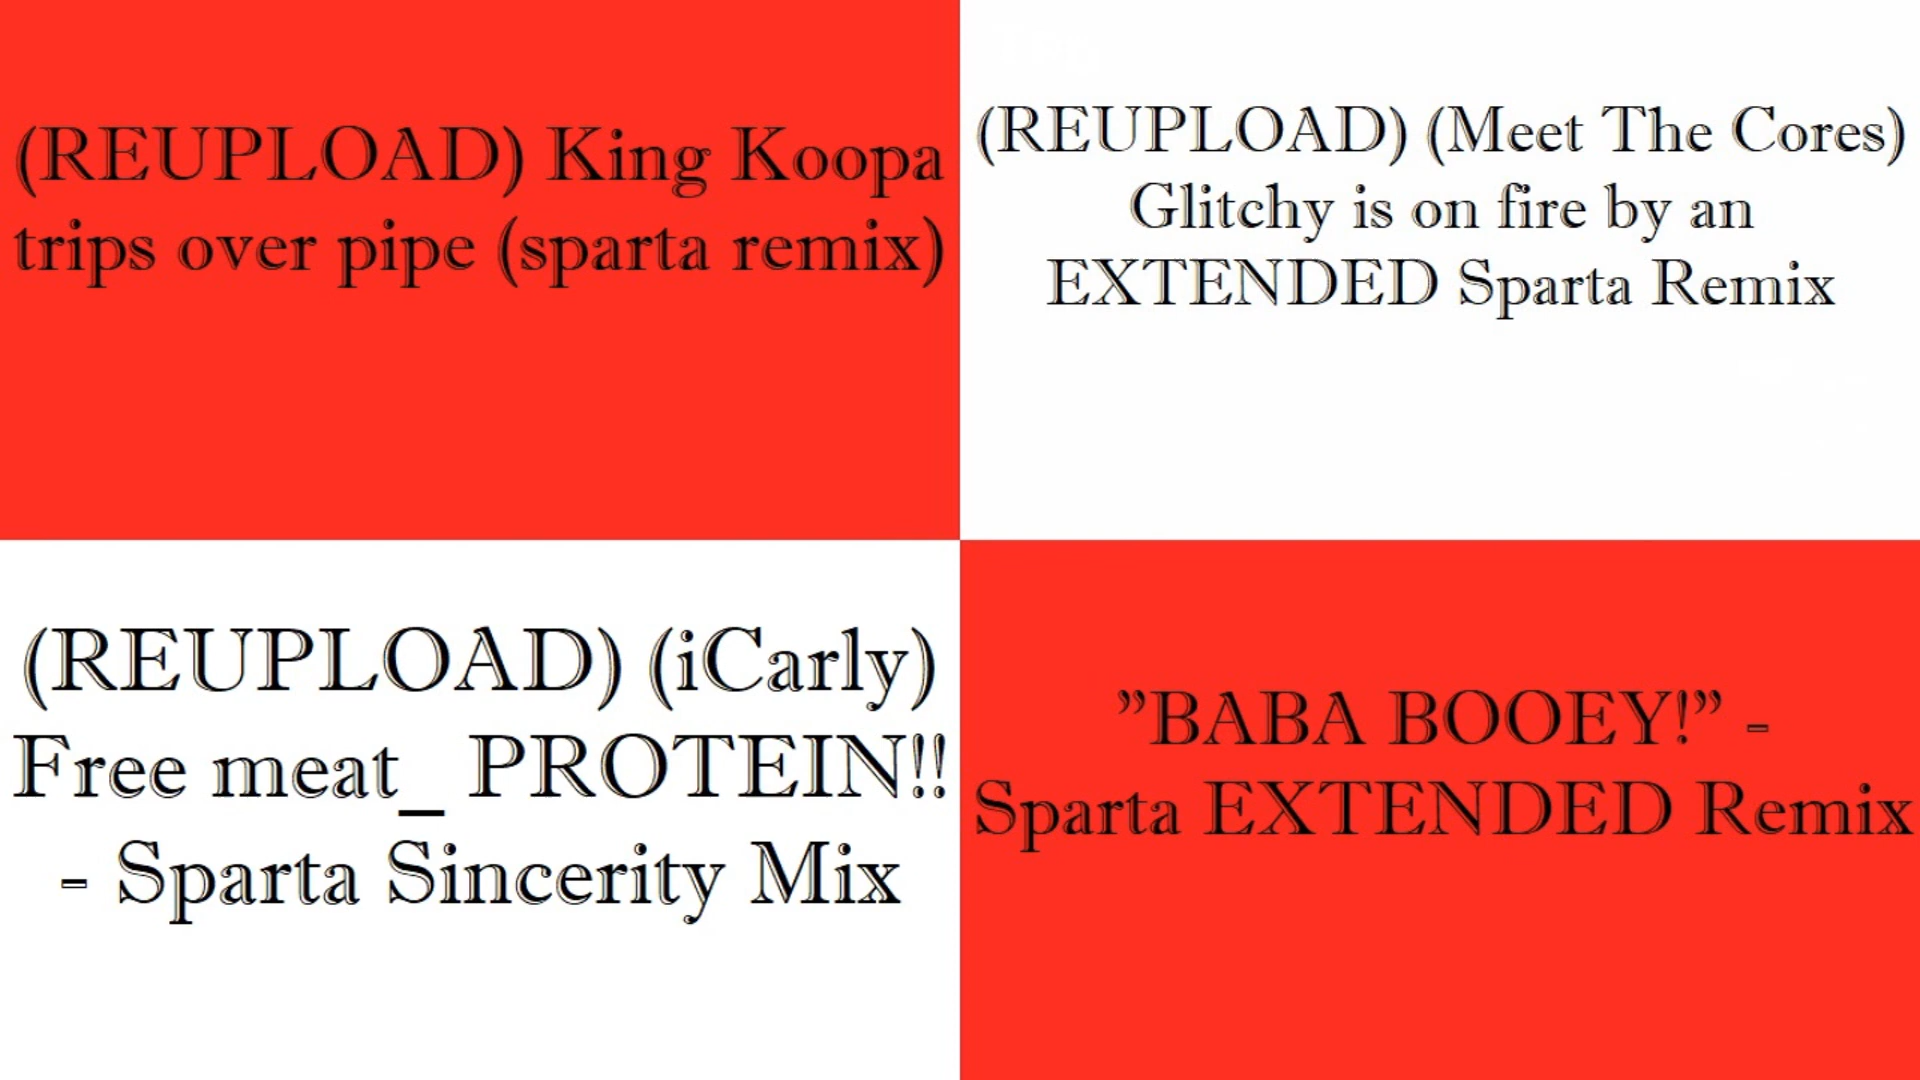 (REUPLOAD) King Koopa
trips over pipe (sparta remix)
(REUPLOAD) (Meet The Cores)
Glitchy is on fire by an
EXTENDED Sparta Remix
(REUPLOAD) (iCarly)
Free meat_ PROTEIN!!
- Sparta Sincerity Mix
”BABA BOOEY!” -
Sparta EXTENDED Remix